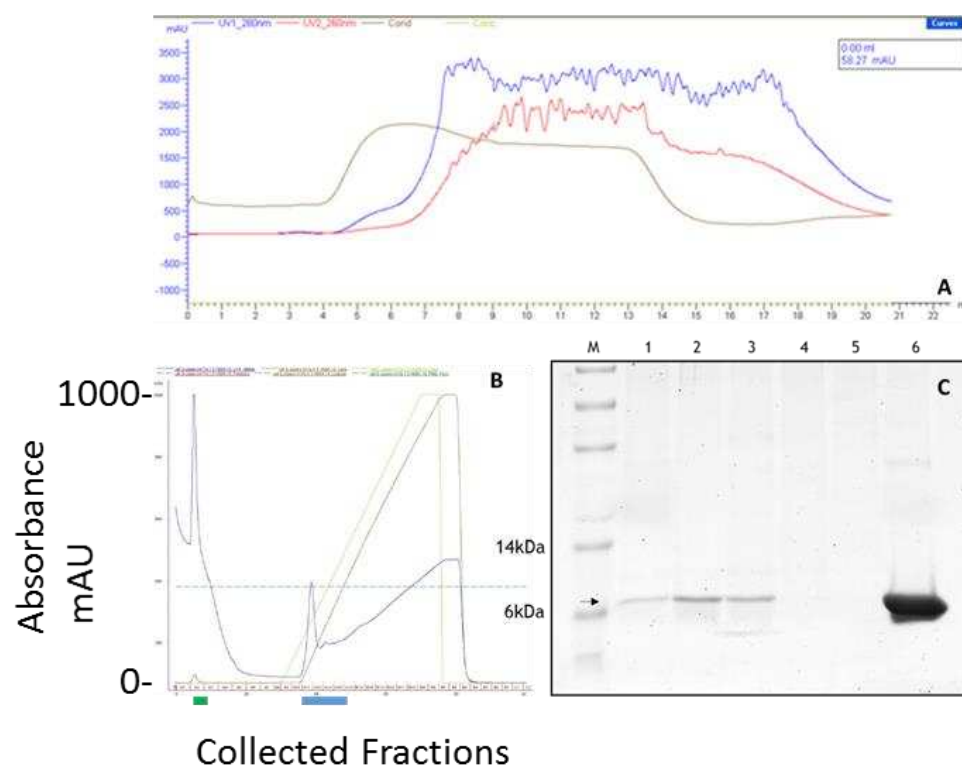 mAU UV1_280nm UV2_260nm Cond Conc Curves
0.00 ml
58.27 mAU
3500
3000
2500
2000
1500
1000
500
0
-500
-1000
A
0 1 2 3 4 5 6 7 8 9 10 11 12 13 14 15 16 17 18 19 20 21 22
B
1000-
0-
Absorbance
mAU
Collected Fractions
M 1 2 3 4 5 6
C
14kDa
6kDa